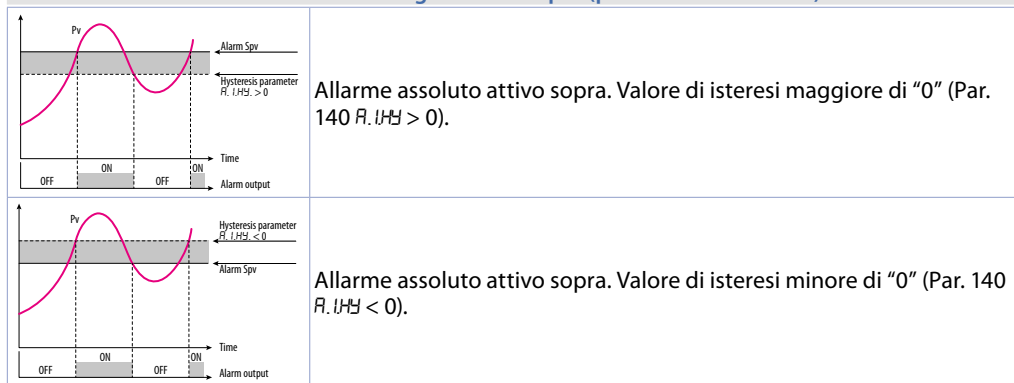 Pv
Alarm Spv
Hysteresis parameter
A.1.HY. > 0
Time
ON
ON
OFF
OFF
Alarm output
Allarme assoluto attivo sopra. Valore di isteresi maggiore di “0” (Par.
140 A.1.HY > 0).
Pv
Hysteresis parameter
A.1.HY. < 0
Alarm Spv
Time
ON
ON
OFF
OFF
Alarm output
Allarme assoluto attivo sopra. Valore di isteresi minore di “0” (Par. 140
A.1.HY < 0).